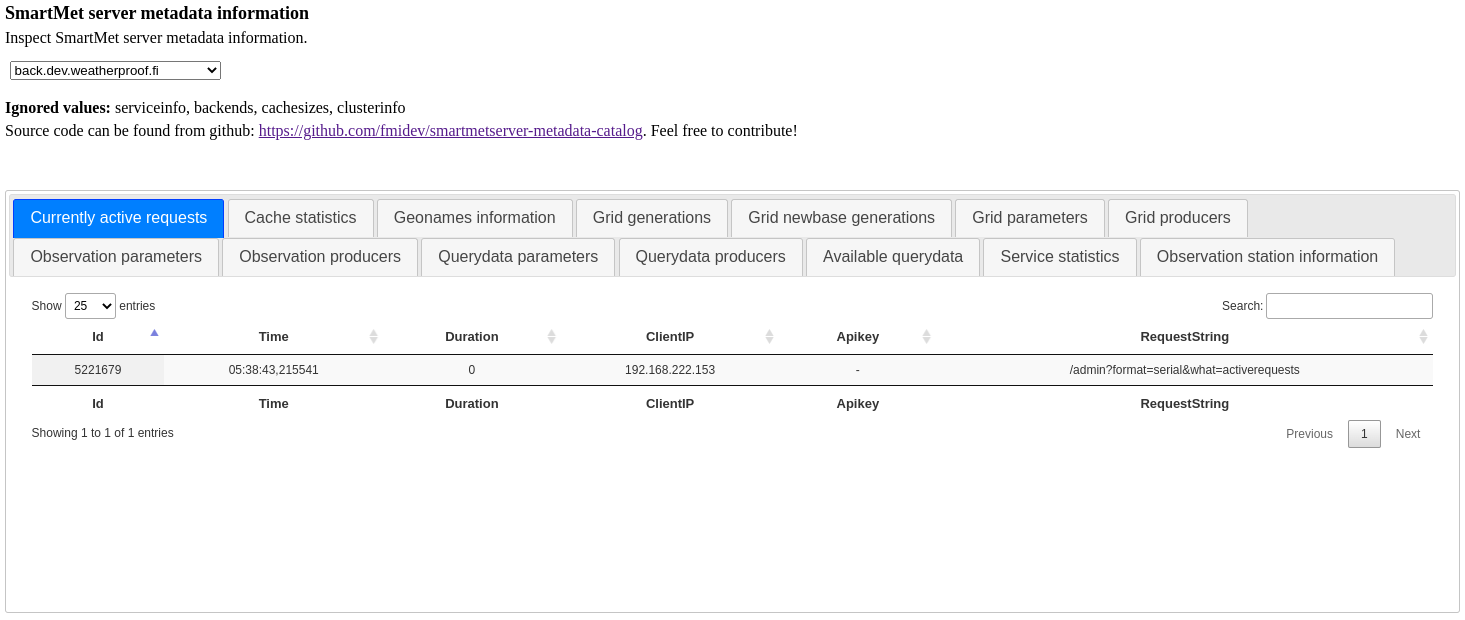 SmartMet server metadata information
Inspect SmartMet server metadata information.
back.dev.weatherproof.fi
Ignored values: serviceinfo, backends, cachesizes, clusterinfo
Source code can be found from github: https://github.com/fmidev/smartmetserver-metadata-catalog. Feel free to contribute!
Currently active requests Cache statistics Geonames information Grid generations Grid newbase generations Grid parameters Grid producers
Observation parameters Observation producers Querydata parameters Querydata producers Available querydata Service statistics Observation station information
Show 25 entries Search:
Id Time Duration ClientIP Apikey RequestString
5221679 05:38:43,215541 0 192.168.222.153 - /admin?format=serial&what=activerequests
Id Time Duration ClientIP Apikey RequestString
Showing 1 to 1 of 1 entries Previous 1 Next